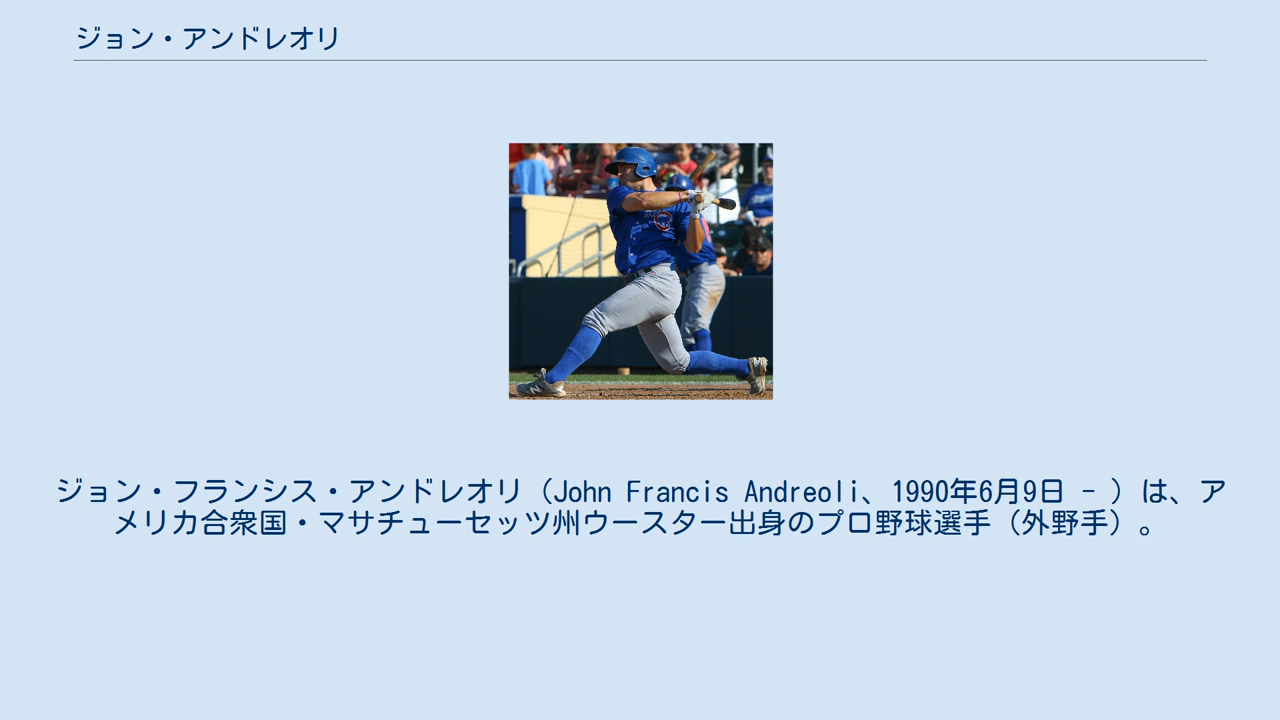 ジョン・アンドレオリ
ジョン・フランシス・アンドレオリ（John Francis Andreoli、1990年6月9日 - ）は、ア
メリカ合衆国・マサチューセッツ州ウースター出身のプロ野球選手（外野手）。